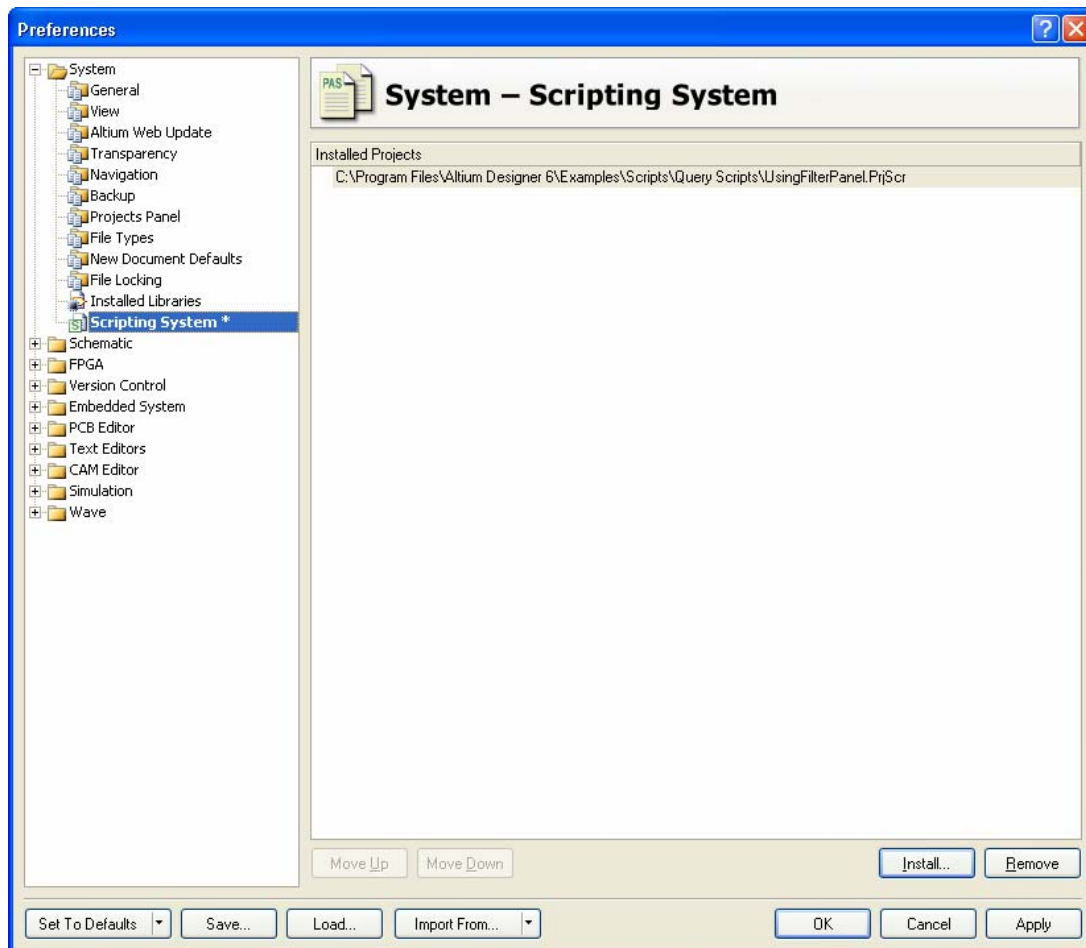 Preferences
System
General
View
Altium Web Update
Transparency
Navigation
Backup
Projects Panel
File Types
New Document Defaults
File Locking
Installed Libraries
Scripting System *
Schematic
FPGA
Version Control
Embedded System
PCB Editor
Text Editors
CAM Editor
Simulation
Wave
PAS
System – Scripting System
Installed Projects
C:\Program Files\Altium Designer 6\Examples\Scripts\Query Scripts\UsingFilterPanel.PrjScr
Move Up Move Down Install... Remove
Set To Defaults Save... Load... Import From... OK Cancel Apply